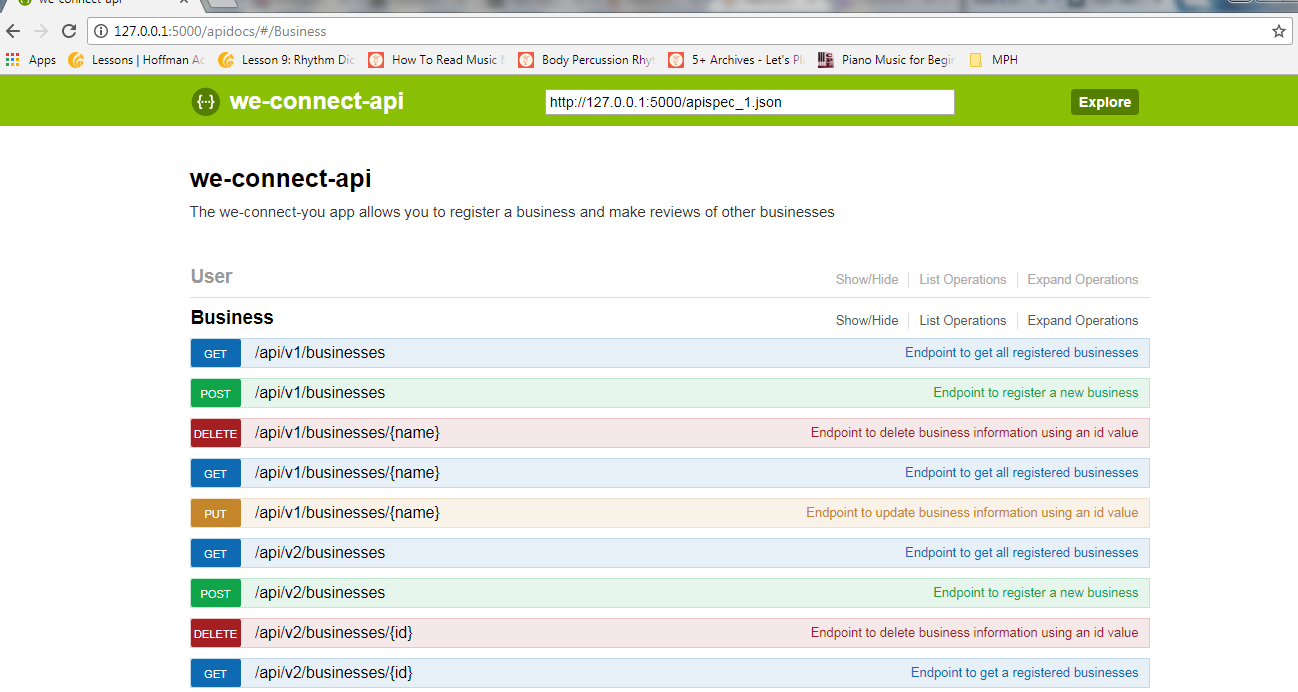 we-connect-api
127.0.0.1:5000/apidocs/#/Business
Apps Lessons | Hoffman Ac Lesson 9: Rhythm Dic How To Read Music Body Percussion Rhyt 5+ Archives - Let's Pla Piano Music for Begin MPH
{···} we-connect-api http://127.0.0.1:5000/apispec_1.json Explore
we-connect-api
The we-connect-you app allows you to register a business and make reviews of other businesses
User Show/Hide List Operations Expand Operations
Business Show/Hide List Operations Expand Operations
GET /api/v1/businesses Endpoint to get all registered businesses
POST /api/v1/businesses Endpoint to register a new business
DELETE /api/v1/businesses/{name} Endpoint to delete business information using an id value
GET /api/v1/businesses/{name} Endpoint to get all registered businesses
PUT /api/v1/businesses/{name} Endpoint to update business information using an id value
GET /api/v2/businesses Endpoint to get all registered businesses
POST /api/v2/businesses Endpoint to register a new business
DELETE /api/v2/businesses/{id} Endpoint to delete business information using an id value
GET /api/v2/businesses/{id} Endpoint to get a registered businesses